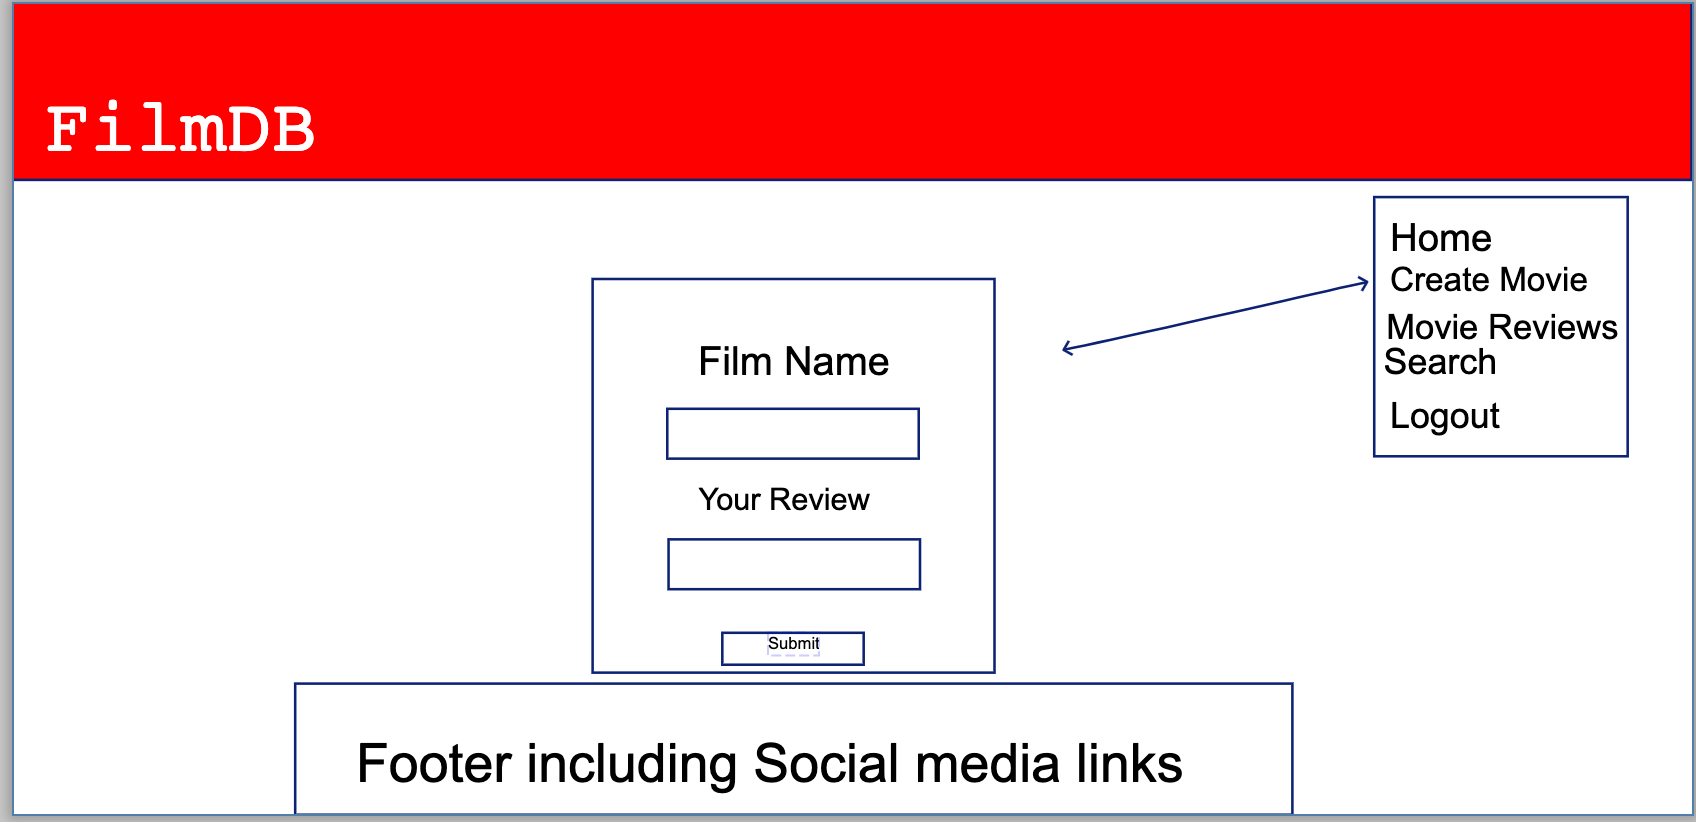 FilmDB
Home
Create Movie
Movie Reviews
Search
Logout
Film Name
Your Review
Submit
Footer including Social media links